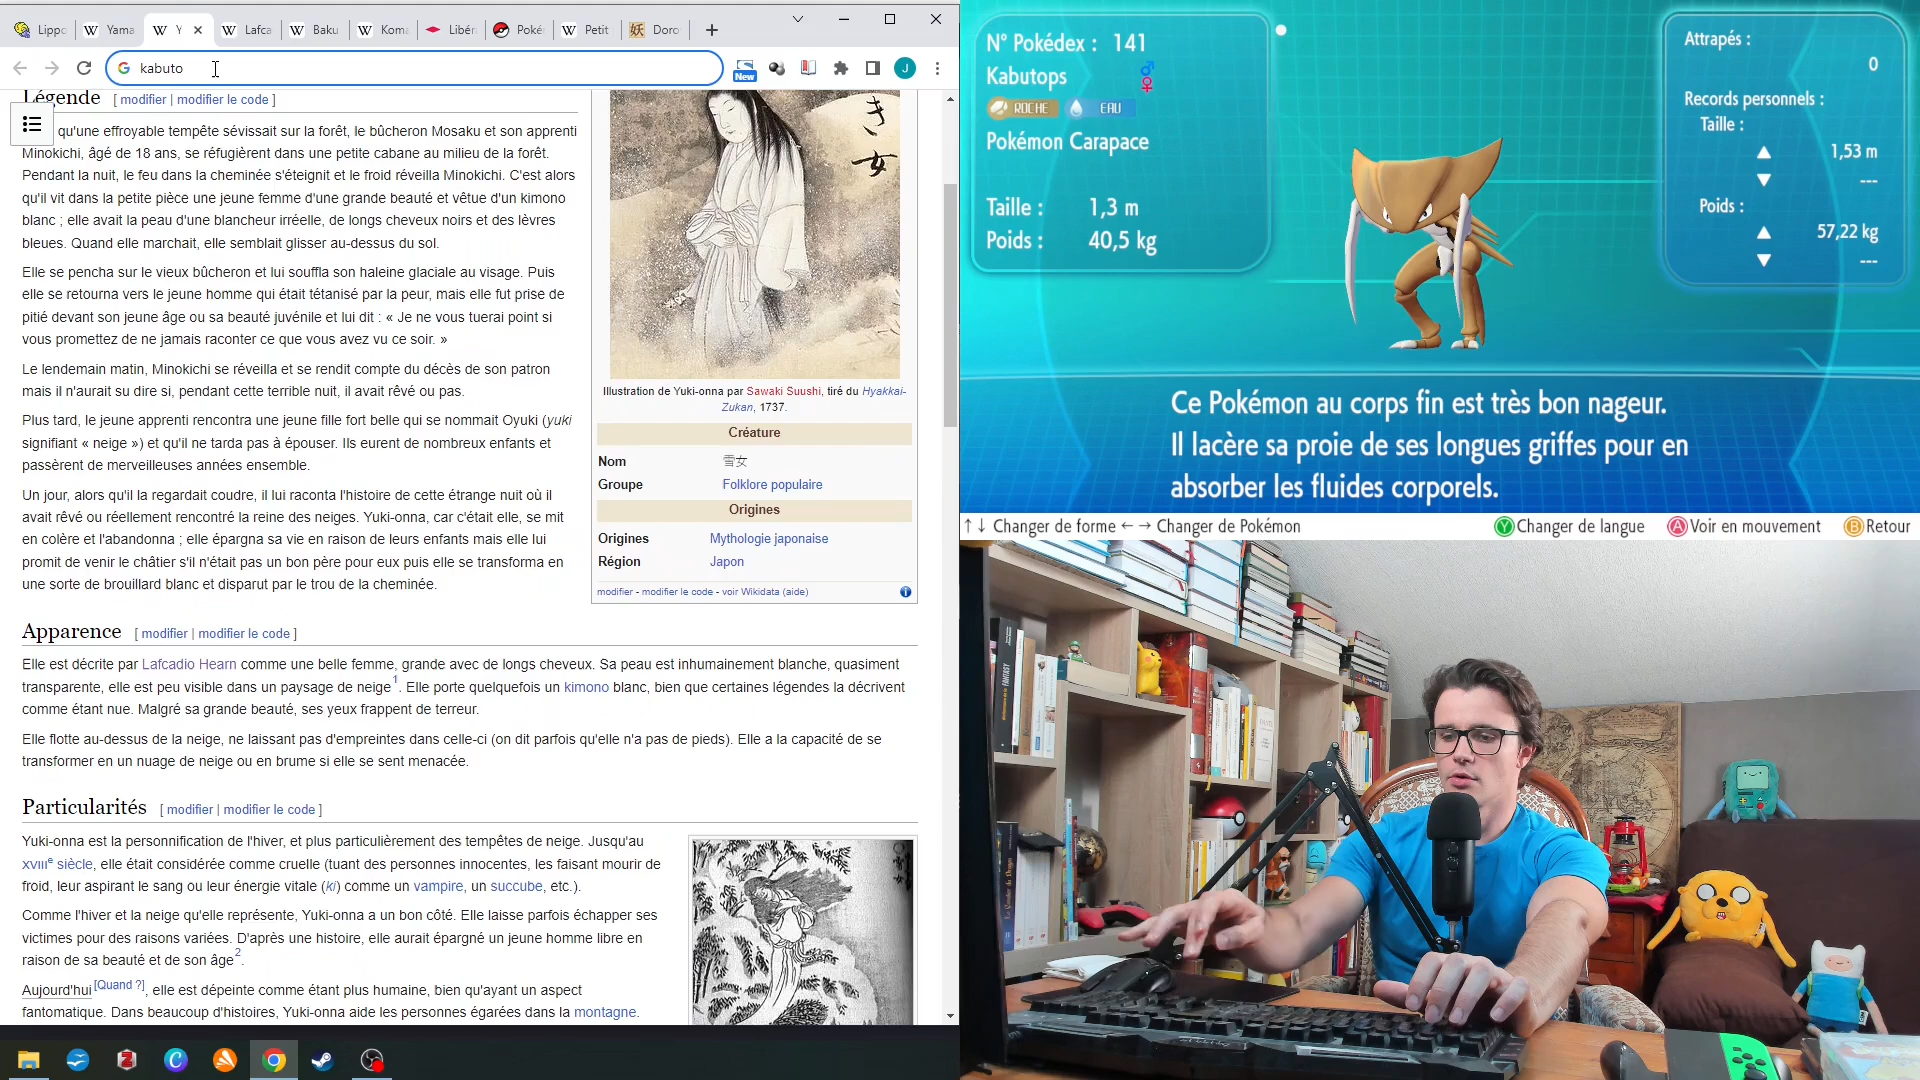 Lippo
Yama
Y
Lafca
Baku
Koma
Libér
Poké
Petit
Doro
kabuto
New
J
Légende [ modifier | modifier le code ]
qu'une effroyable tempête sévissait sur la forêt, le bûcheron Mosaku et son apprenti
Minokichi, âgé de 18 ans, se réfugièrent dans une petite cabane au milieu de la forêt.
Pendant la nuit, le feu dans la cheminée s'éteignit et le froid réveilla Minokichi. C'est alors
qu'il vit dans la petite pièce une jeune femme d'une grande beauté et vêtue d'un kimono
blanc ; elle avait la peau d'une blancheur irréelle, de longs cheveux noirs et des lèvres
bleues. Quand elle marchait, elle semblait glisser au-dessus du sol.
Elle se pencha sur le vieux bûcheron et lui souffla son haleine glaciale au visage. Puis
elle se retourna vers le jeune homme qui était tétanisé par la peur, mais elle fut prise de
pitié devant son jeune âge ou sa beauté juvénile et lui dit : « Je ne vous tuerai point si
vous promettez de ne jamais raconter ce que vous avez vu ce soir. »
Le lendemain matin, Minokichi se réveilla et se rendit compte du décès de son patron
mais il n'aurait su dire si, pendant cette terrible nuit, il avait rêvé ou pas.
Plus tard, le jeune apprenti rencontra une jeune fille fort belle qui se nommait Oyuki (yuki
signifiant « neige ») et qu'il ne tarda pas à épouser. Ils eurent de nombreux enfants et
passèrent de merveilleuses années ensemble.
Un jour, alors qu'il la regardait coudre, il lui raconta l'histoire de cette étrange nuit où il
avait rêvé ou réellement rencontré la reine des neiges. Yuki-onna, car c'était elle, se mit
en colère et l'abandonna ; elle épargna sa vie en raison de leurs enfants mais elle lui
promit de venir le châtier s'il n'était pas un bon père pour eux puis elle se transforma en
une sorte de brouillard blanc et disparut par le trou de la cheminée.
き
女
Illustration de Yuki-onna par Sawaki Suushi, tiré du Hyakkai-
Zukan, 1737.
Créature
Nom 雪女
Groupe Folklore populaire
Origines
Origines Mythologie japonaise
Région Japon
modifier - modifier le code - voir Wikidata (aide)
Apparence [ modifier | modifier le code ]
Elle est décrite par Lafcadio Hearn comme une belle femme, grande avec de longs cheveux. Sa peau est inhumainement blanche, quasiment
transparente, elle est peu visible dans un paysage de neige1. Elle porte quelquefois un kimono blanc, bien que certaines légendes la décrivent
comme étant nue. Malgré sa grande beauté, ses yeux frappent de terreur.
Elle flotte au-dessus de la neige, ne laissant pas d'empreintes dans celle-ci (on dit parfois qu'elle n'a pas de pieds). Elle a la capacité de se
transformer en un nuage de neige ou en brume si elle se sent menacée.
Particularités [ modifier | modifier le code ]
Yuki-onna est la personnification de l'hiver, et plus particulièrement des tempêtes de neige. Jusqu'au
XVIIIe siècle, elle était considérée comme cruelle (tuant des personnes innocentes, les faisant mourir de
froid, leur aspirant le sang ou leur énergie vitale (ki) comme un vampire, un succube, etc.).
Comme l'hiver et la neige qu'elle représente, Yuki-onna a un bon côté. Elle laisse parfois échapper ses
victimes pour des raisons variées. D'après une histoire, elle aurait épargné un jeune homme libre en
raison de sa beauté et de son âge2.
Aujourd'hui[Quand ?], elle est dépeinte comme étant plus humaine, bien qu'ayant un aspect
fantomatique. Dans beaucoup d'histoires, Yuki-onna aide les personnes égarées dans la montagne.
N° Pokédex : 141
Kabutops
ROCHE EAU
Pokémon Carapace
Taille : 1,3 m
Poids : 40,5 kg
Attrapés :
0
Records personnels :
Taille :
▲ 1,53 m
▼ ---
Poids :
▲ 57,22 kg
▼ ---
Ce Pokémon au corps fin est très bon nageur.
Il lacère sa proie de ses longues griffes pour en
absorber les fluides corporels.
↑↓ Changer de forme ←→ Changer de Pokémon Y Changer de langue A Voir en mouvement B Retour